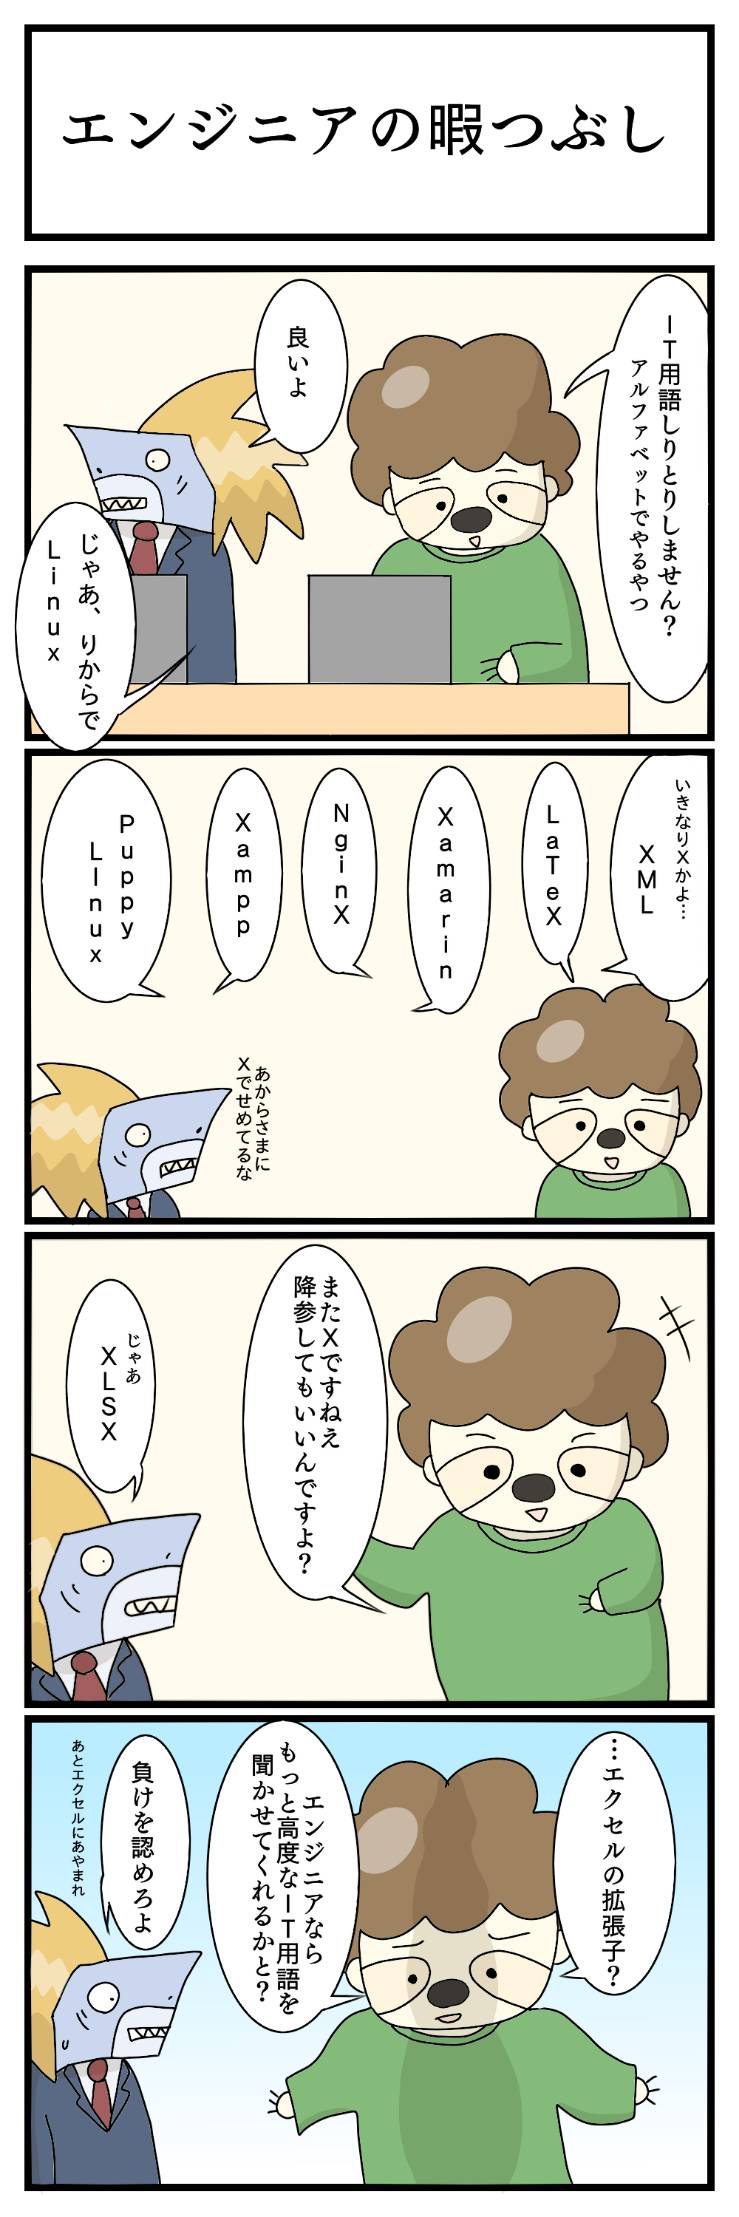 エンジニアの暇つぶし
IT用語しりとりしません？
アルファベットでやるやつ
良いよ
じゃあ、りからで
Linux
いきなりXかよ…
XML
LaTeX
Xamarin
NginX
Xampp
Puppy
LInux
あからさまに
Xでせめてるな
またXですねえ
降参してもいいんですよ？
じゃあ
XLSX
…エクセルの拡張子？
エンジニアなら
もっと高度なIT用語を
聞かせてくれるかと？
負けを認めろよ
あとエクセルにあやまれ